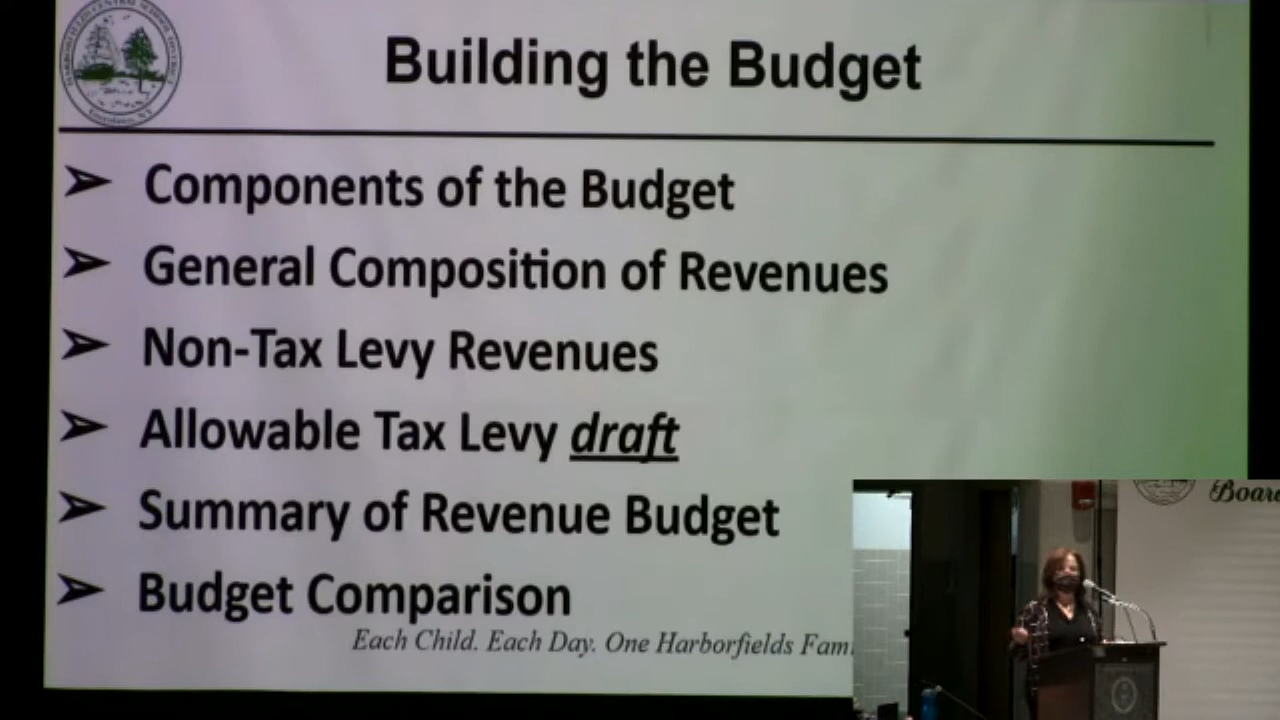 Building the Budget
➢ Components of the Budget
➢ General Composition of Revenues
➢ Non-Tax Levy Revenues
➢ Allowable Tax Levy draft
➢ Summary of Revenue Budget
➢ Budget Comparison
Each Child. Each Day. One Harborfields Fam